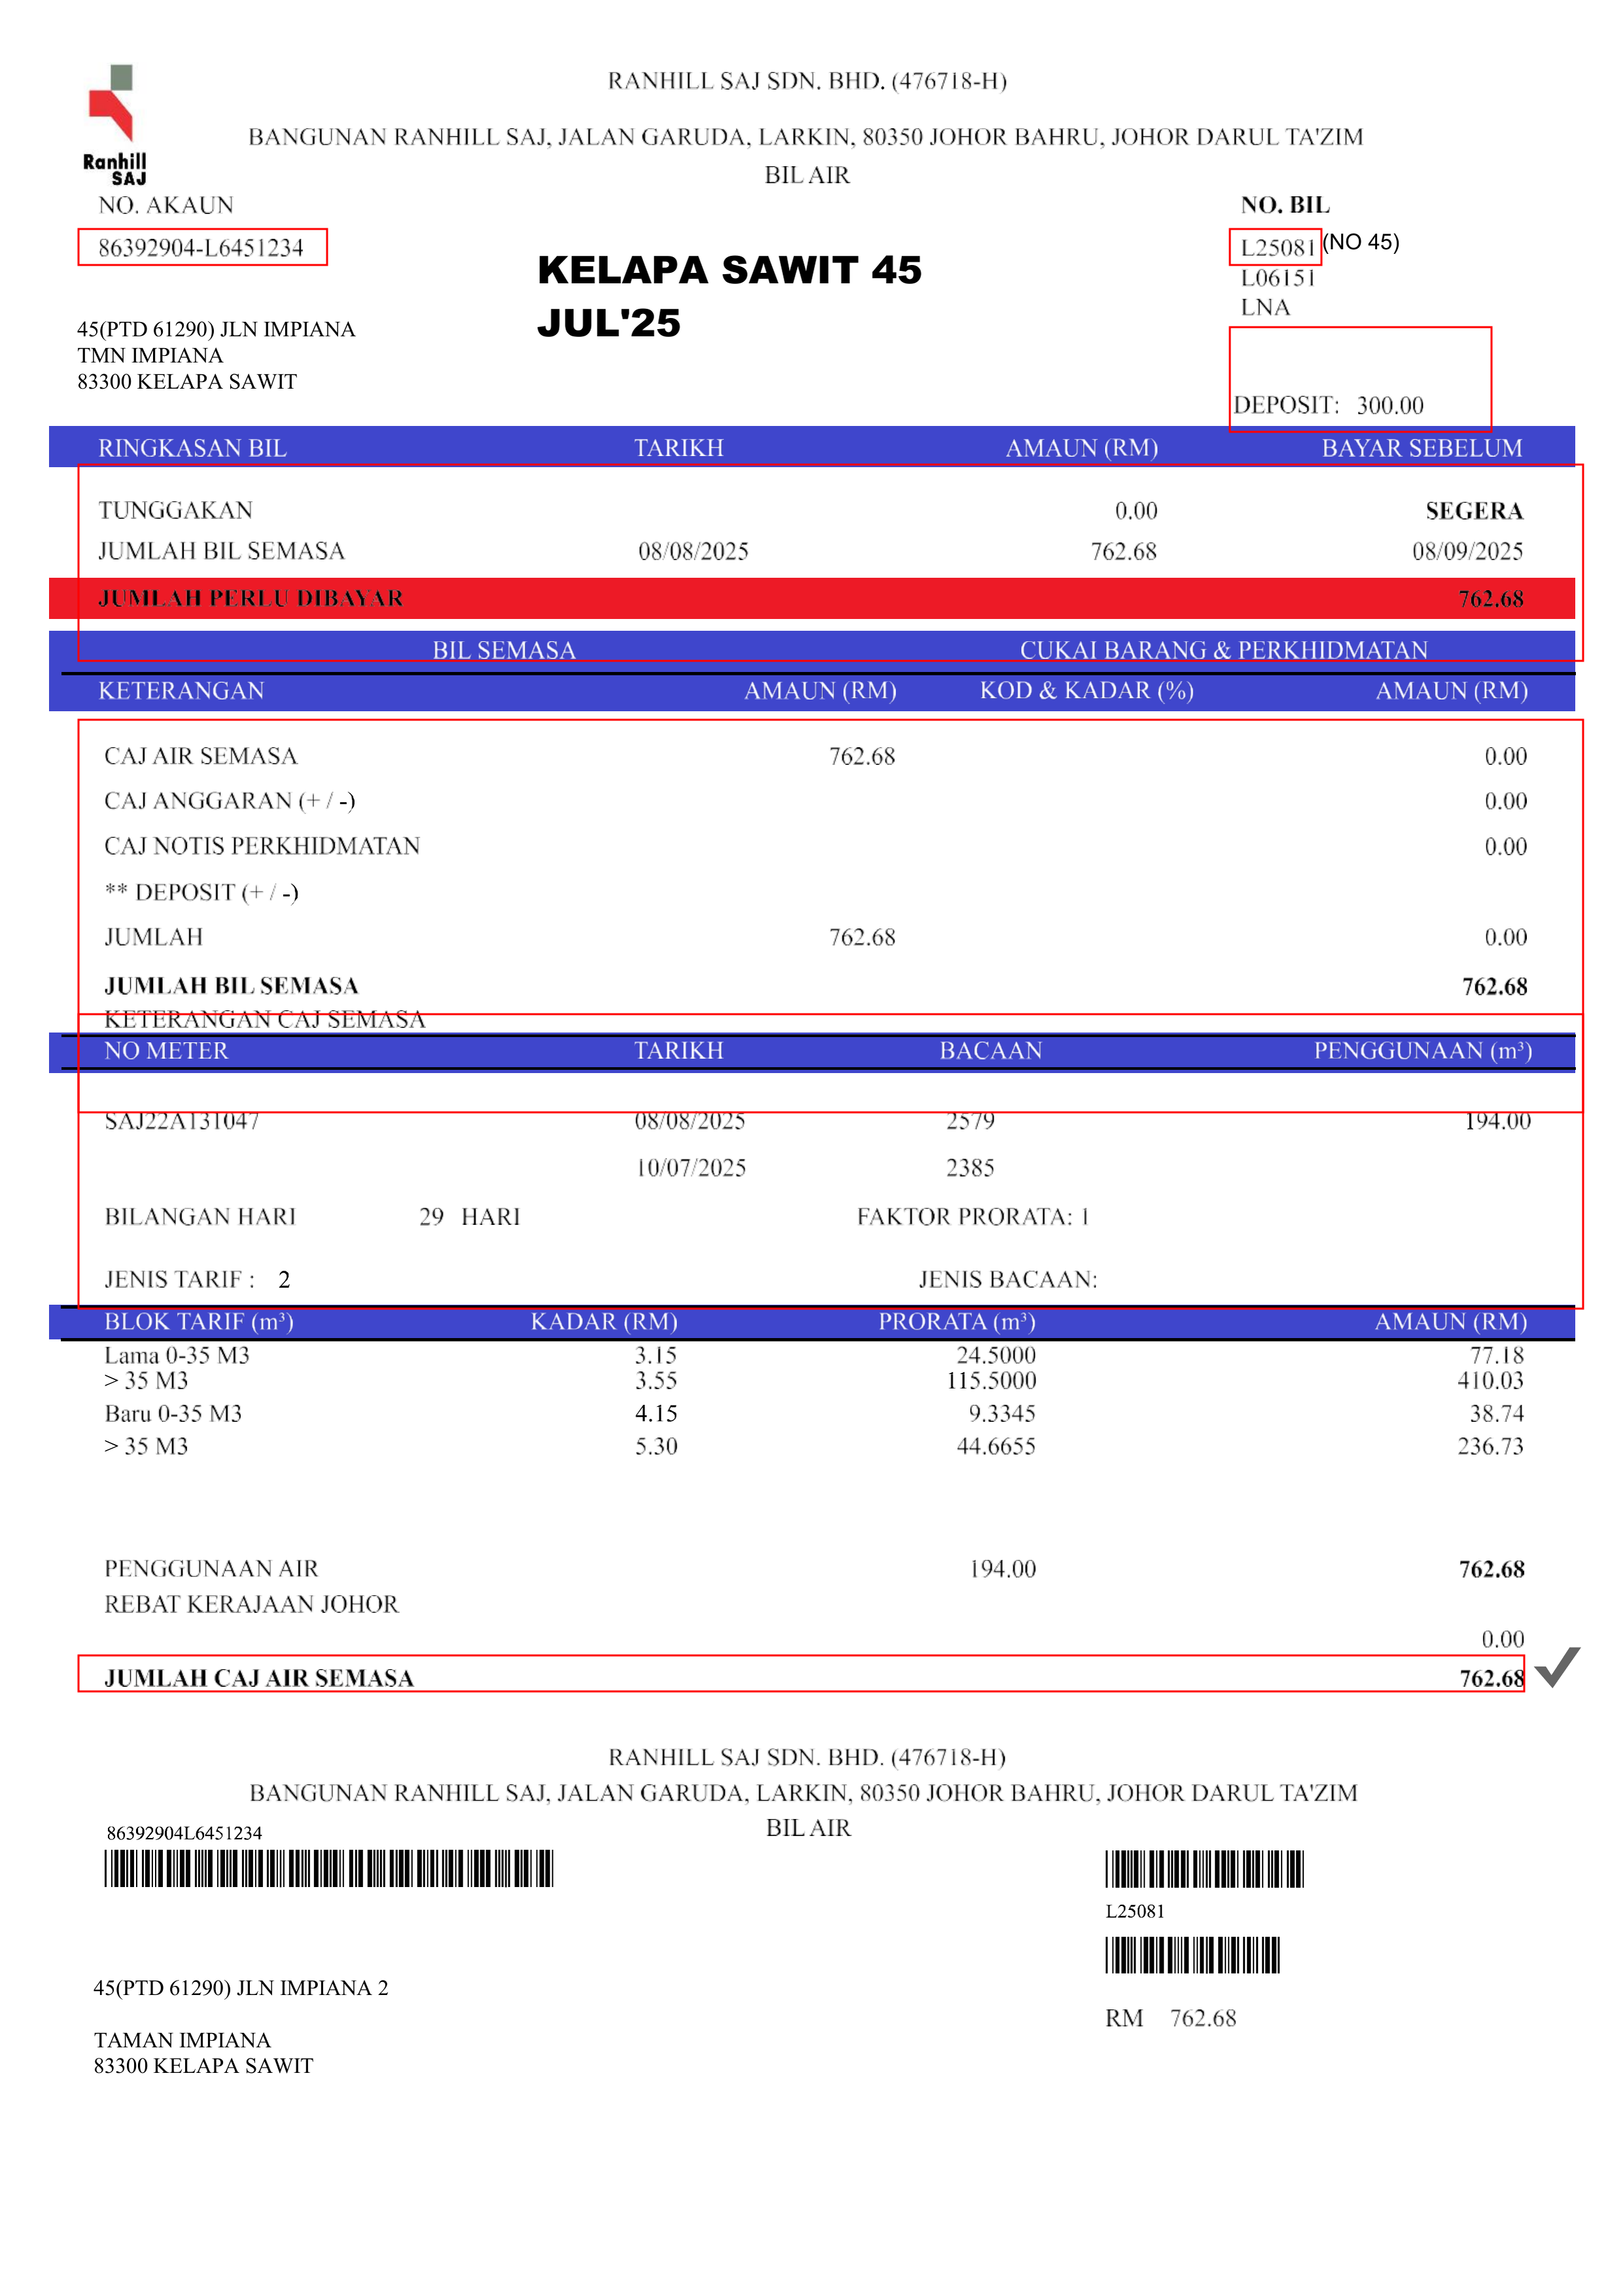 Ranhill
SAJ
RANHILL SAJ SDN. BHD. (476718-H)
BANGUNAN RANHILL SAJ, JALAN GARUDA, LARKIN, 80350 JOHOR BAHRU, JOHOR DARUL TA'ZIM
BIL AIR
NO. AKAUN
86392904-L6451234
NO. BIL
L25081 (NO 45)
L06151
LNA
KELAPA SAWIT 45
JUL'25
45(PTD 61290) JLN IMPIANA
TMN IMPIANA
83300 KELAPA SAWIT
DEPOSIT: 300.00
RINGKASAN BIL TARIKH AMAUN (RM) BAYAR SEBELUM
TUNGGAKAN 0.00 SEGERA
JUMLAH BIL SEMASA 08/08/2025 762.68 08/09/2025
JUMLAH PERLU DIBAYAR 762.68
BIL SEMASA CUKAI BARANG & PERKHIDMATAN
KETERANGAN AMAUN (RM) KOD & KADAR (%) AMAUN (RM)
CAJ AIR SEMASA 762.68 0.00
CAJ ANGGARAN (+ / -) 0.00
CAJ NOTIS PERKHIDMATAN 0.00
** DEPOSIT (+ / -)
JUMLAH 762.68 0.00
JUMLAH BIL SEMASA 762.68
KETERANGAN CAJ SEMASA
NO METER TARIKH BACAAN PENGGUNAAN (m³)
SAJ22A131047 08/08/2025 2579 194.00
10/07/2025 2385
BILANGAN HARI 29 HARI FAKTOR PRORATA: 1
JENIS TARIF : 2 JENIS BACAAN:
BLOK TARIF (m³) KADAR (RM) PRORATA (m³) AMAUN (RM)
Lama 0-35 M3 3.15 24.5000 77.18
> 35 M3 3.55 115.5000 410.03
Baru 0-35 M3 4.15 9.3345 38.74
> 35 M3 5.30 44.6655 236.73
PENGGUNAAN AIR 194.00 762.68
REBAT KERAJAAN JOHOR
0.00
JUMLAH CAJ AIR SEMASA 762.68
RANHILL SAJ SDN. BHD. (476718-H)
BANGUNAN RANHILL SAJ, JALAN GARUDA, LARKIN, 80350 JOHOR BAHRU, JOHOR DARUL TA'ZIM
BIL AIR
86392904L6451234
L25081
45(PTD 61290) JLN IMPIANA 2
TAMAN IMPIANA
83300 KELAPA SAWIT
RM 762.68